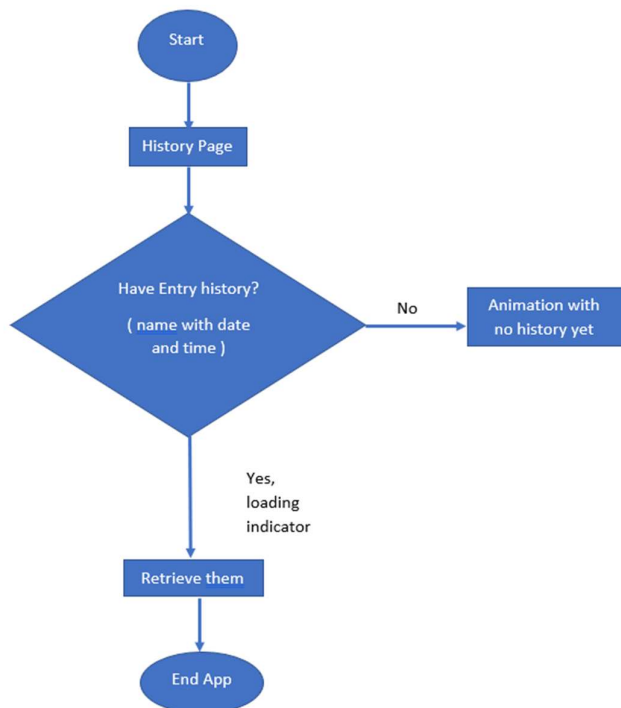 Start
History Page
Have Entry history?
( name with date
and time )
No
Animation with
no history yet
Yes,
loading
indicator
Retrieve them
End App